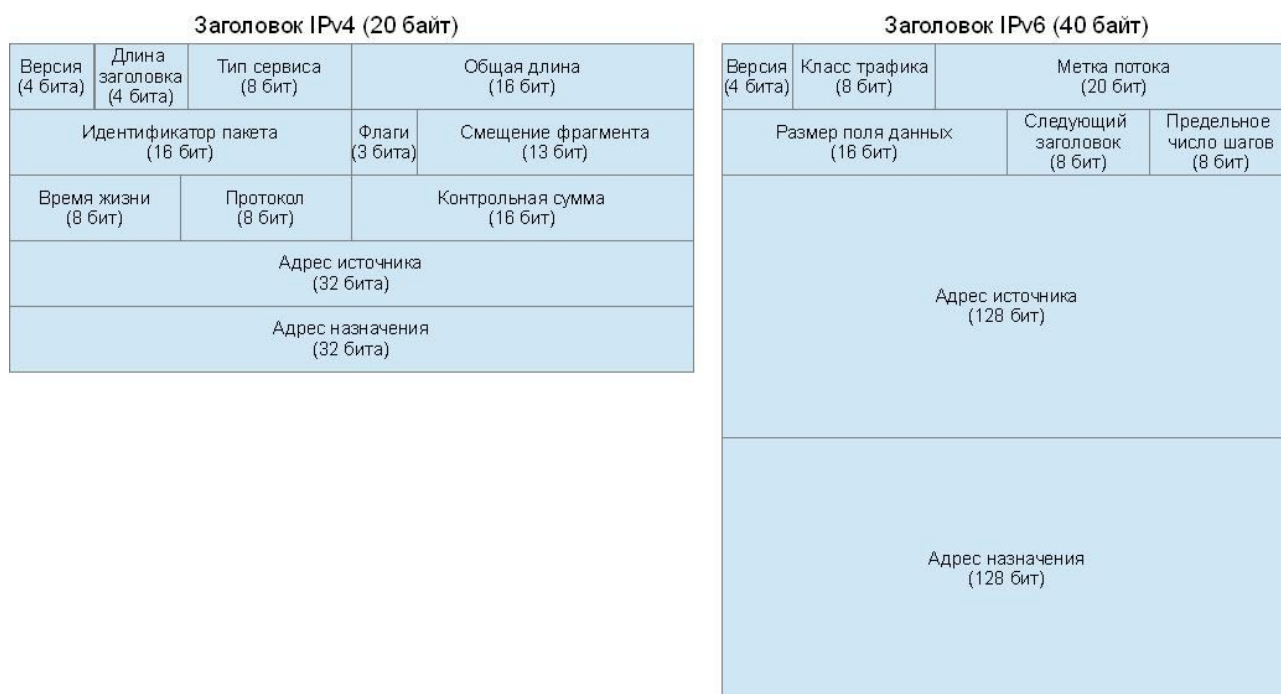 Заголовок IPv4 (20 байт)
Версия
(4 бита)
Длина
заголовка
(4 бита)
Тип сервиса
(8 бит)
Общая длина
(16 бит)
Идентификатор пакета
(16 бит)
Флаги
(3 бита)
Смещение фрагмента
(13 бит)
Время жизни
(8 бит)
Протокол
(8 бит)
Контрольная сумма
(16 бит)
Адрес источника
(32 бита)
Адрес назначения
(32 бита)
Заголовок IPv6 (40 байт)
Версия
(4 бита)
Класс трафика
(8 бит)
Метка потока
(20 бит)
Размер поля данных
(16 бит)
Следующий
заголовок
(8 бит)
Предельное
число шагов
(8 бит)
Адрес источника
(128 бит)
Адрес назначения
(128 бит)